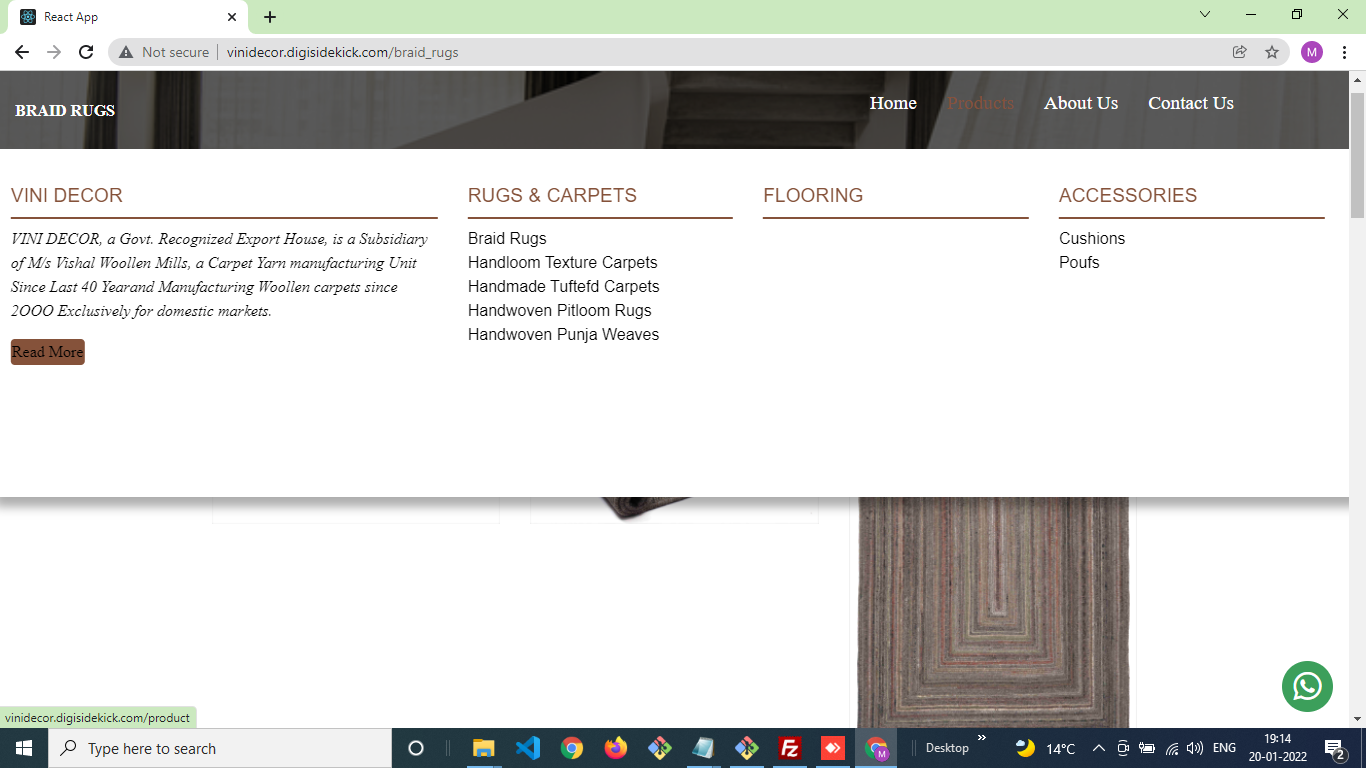 React App
Not secure
vinidecor.digisidekick.com/braid_rugs
M
BRAID RUGS
Home
Products
About Us
Contact Us
VINI DECOR
VINI DECOR, a Govt. Recognized Export House, is a Subsidiary
of M/s Vishal Woollen Mills, a Carpet Yarn manufacturing Unit
Since Last 40 Yearand Manufacturing Woollen carpets since
2OOO Exclusively for domestic markets.
Read More
RUGS & CARPETS
Braid Rugs
Handloom Texture Carpets
Handmade Tuftefd Carpets
Handwoven Pitloom Rugs
Handwoven Punja Weaves
FLOORING
ACCESSORIES
Cushions
Poufs
vinidecor.digisidekick.com/product
Type here to search
Fz
M
Desktop
14°C
ENG
19:14
20-01-2022
2